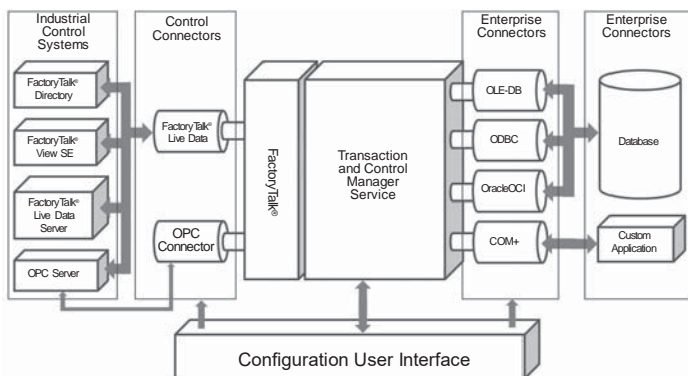 Industrial
Control
Systems
FactoryTalk®
Directory
FactoryTalk®
View SE
FactoryTalk®
Live Data
Server
OPC Server
Control
Connectors
FactoryTalk®
Live Data
OPC
Connector
FactoryTalk®
Transaction
and Control
Manager
Service
Enterprise
Connectors
OLE-DB
ODBC
OracleOCI
COM+
Enterprise
Connectors
Database
Custom
Application
Configuration User Interface